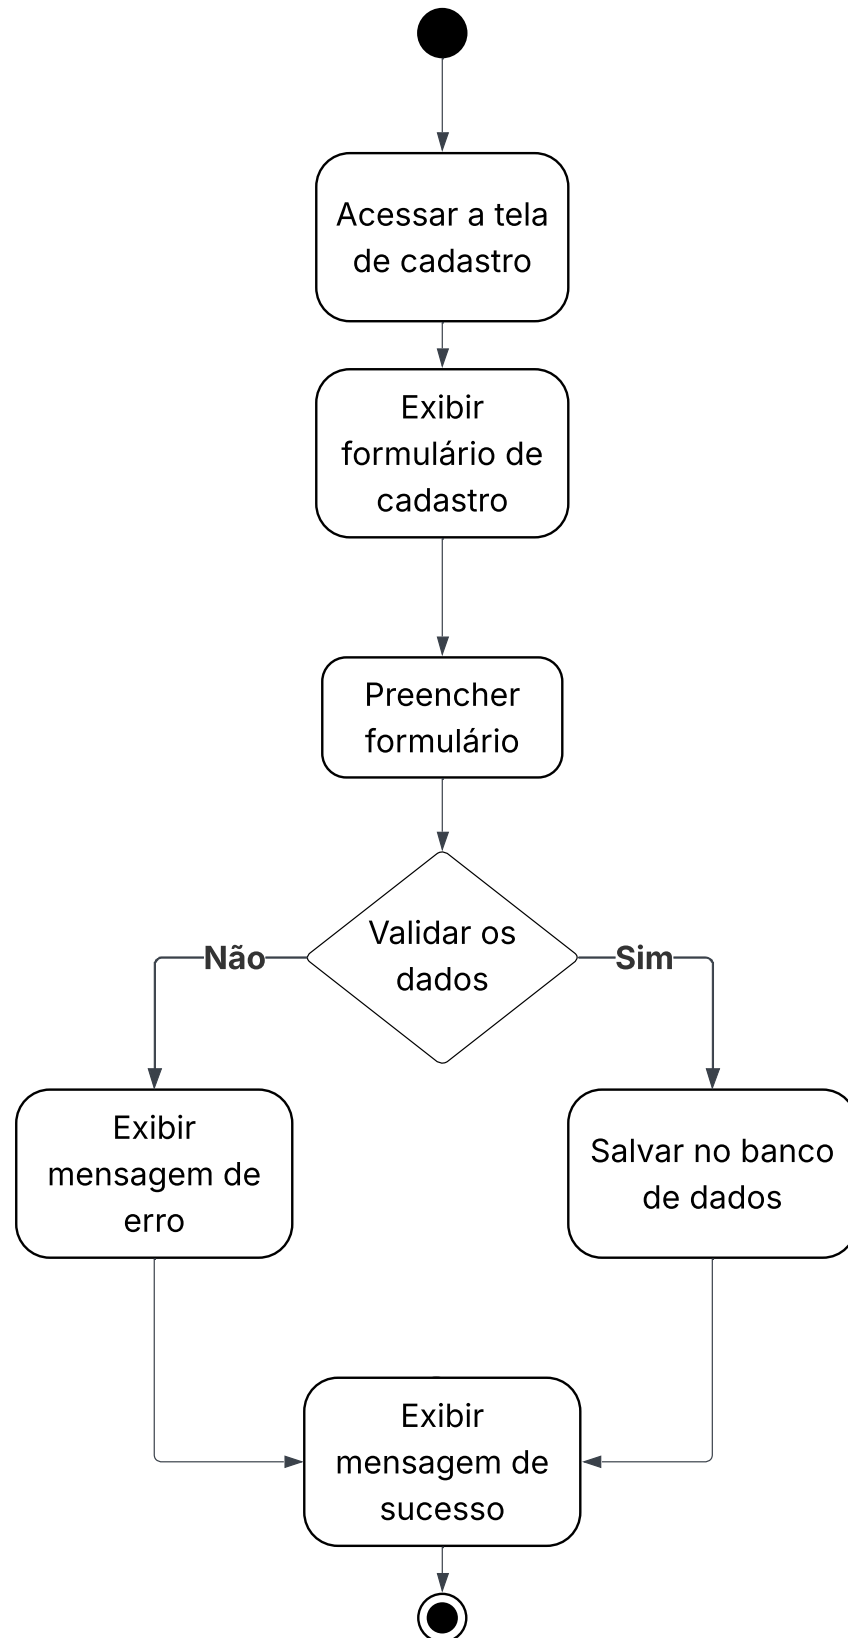 Acessar a tela
de cadastro
Exibir
formulário de
cadastro
Preencher
formulário
Validar os
dados
Não
Sim
Exibir
mensagem de
erro
Salvar no banco
de dados
Exibir
mensagem de
sucesso